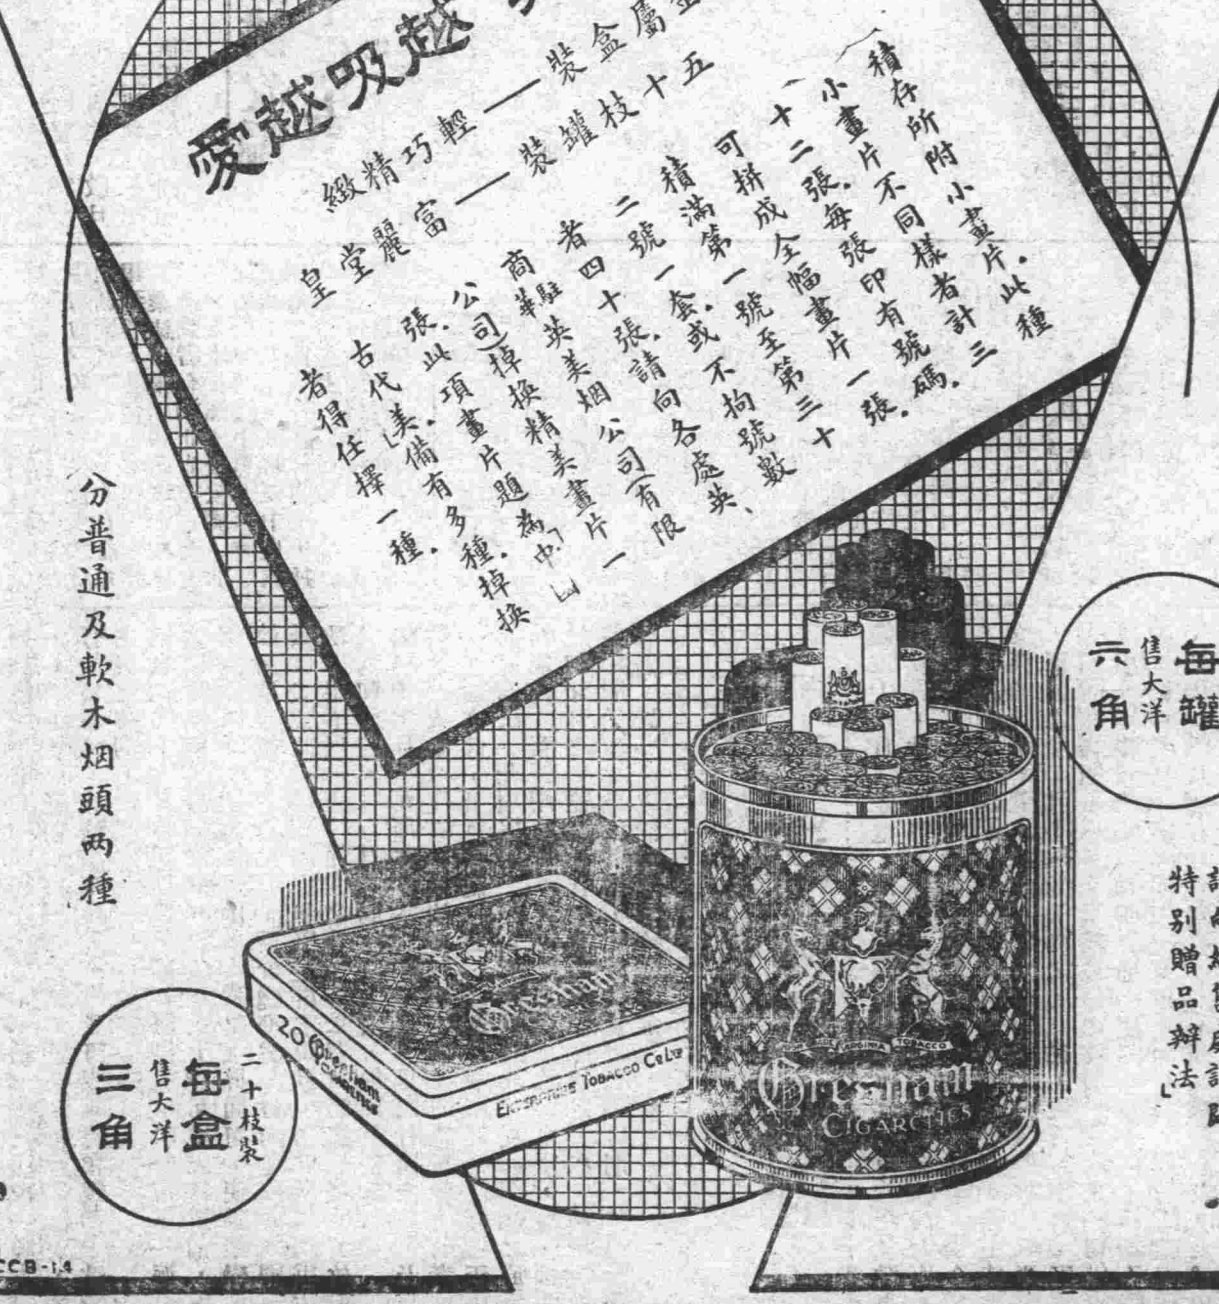 越吸越愛
屬盒裝——輕巧精緻
五十枝罐裝——富麗堂皇
積存所附小畫片.此種
小畫片不同樣者計三
十二張.每張印有號碼.
可拼成全幅畫片一張.
積滿第一號至第三十
二號一套.或不拘號數
者四十張.請向各處英、
商駐華英美烟公司(有限
公司)掉換精美畫片一
張.此項畫片題為「中
古代美」備有多種.掉換
者得任擇一種.
每罐
售大洋
六角
特別贈品辦法」
分普通及軟木烟頭两種
二十枝裝
每盒
售大洋
三角
Gresham
20 Gresham
CIGARETTES
ENTERPRISE TOBACCO Co LTD
VIRGINIA TOBACCO
Gresham
CIGARETTES
CCB-14